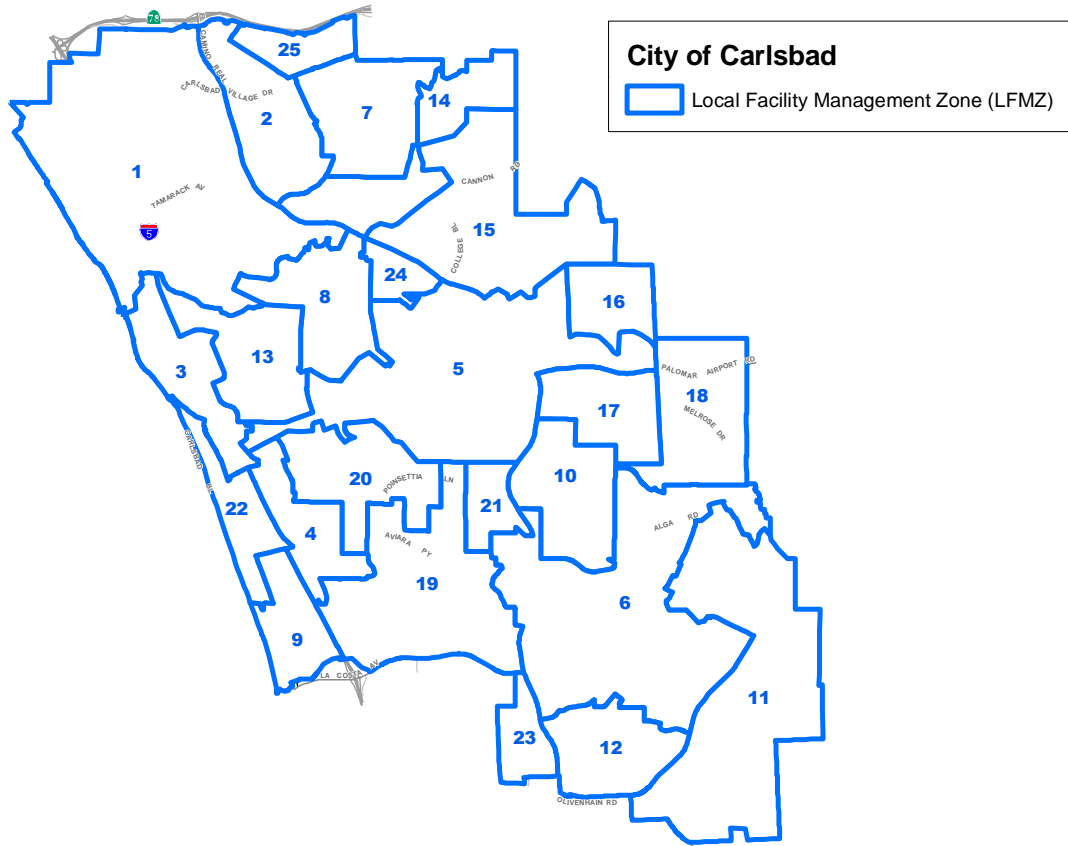 78
City of Carlsbad
Local Facility Management Zone (LFMZ)
25
CAMINO REAL
CARLSBAD VILLAGE DR
14
7
2
1
CANNON RD
TAMARACK AV
5
15
COLLEGE BL
24
8
16
13
3
5
PALOMAR AIRPORT RD
18
MELROSE DR
17
CARLSBAD BL
20
POINSETTIA LN
10
21
22
4
ALGA RD
AVIARA PY
19
6
9
LA COSTA AV
11
23
12
OLIVENHAIN RD